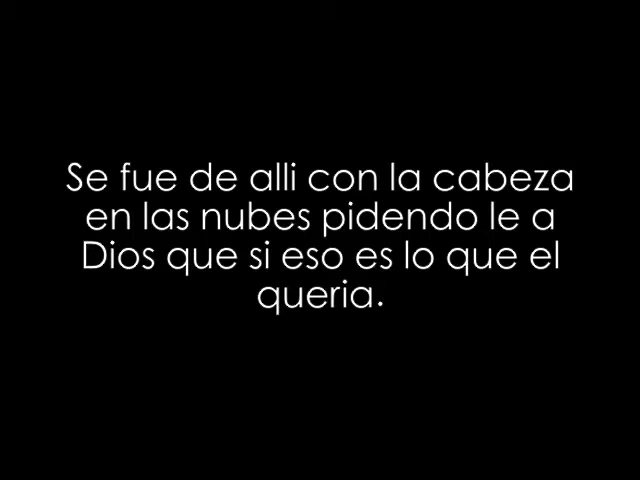 Se fue de alli con la cabeza
en las nubes pidendo le a
Dios que si eso es lo que el
queria.